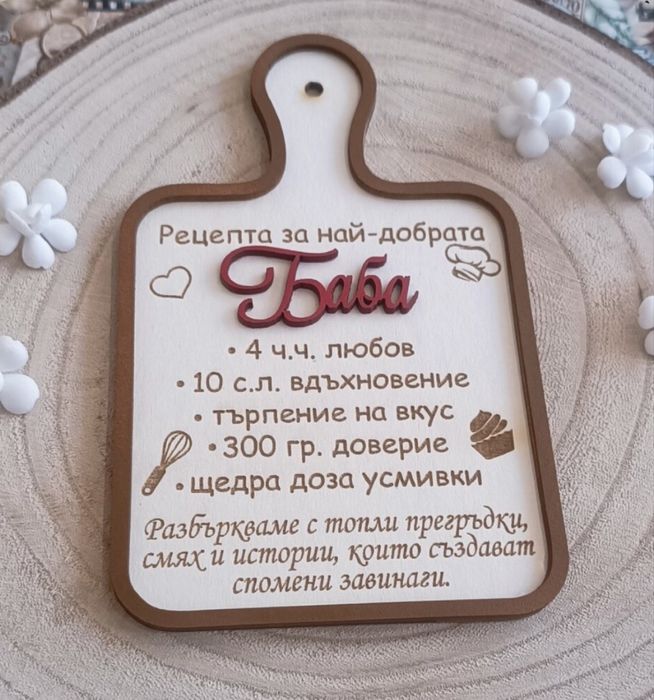 Рецепта за най-добрата
Баба
• 4 ч.ч. любов
• 10 с.л. вдъхновение
• търпение на вкус
• 300 гр. доверие
• щедра доза усмивки
Разбъркваме с топли прегръдки,
смях и истории, които създават
спомени завинаги.